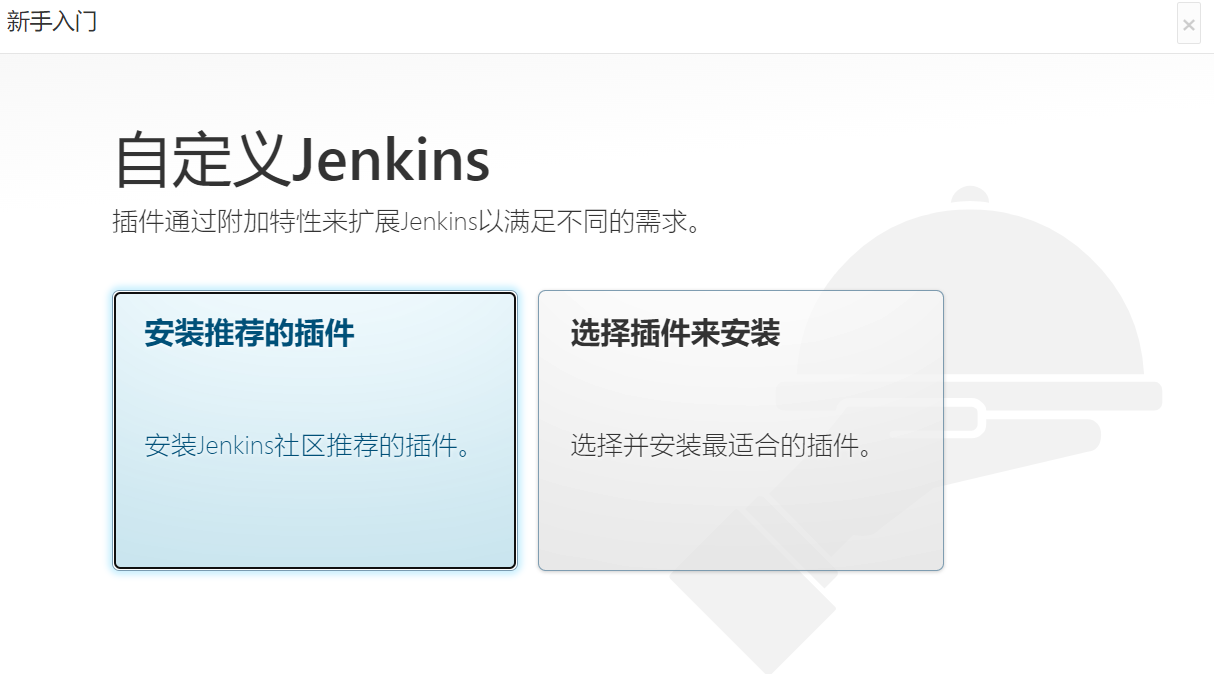 新手入门
×
自定义Jenkins
插件通过附加特性来扩展Jenkins以满足不同的需求。
安装推荐的插件
安装Jenkins社区推荐的插件。
选择插件来安装
选择并安装最适合的插件。